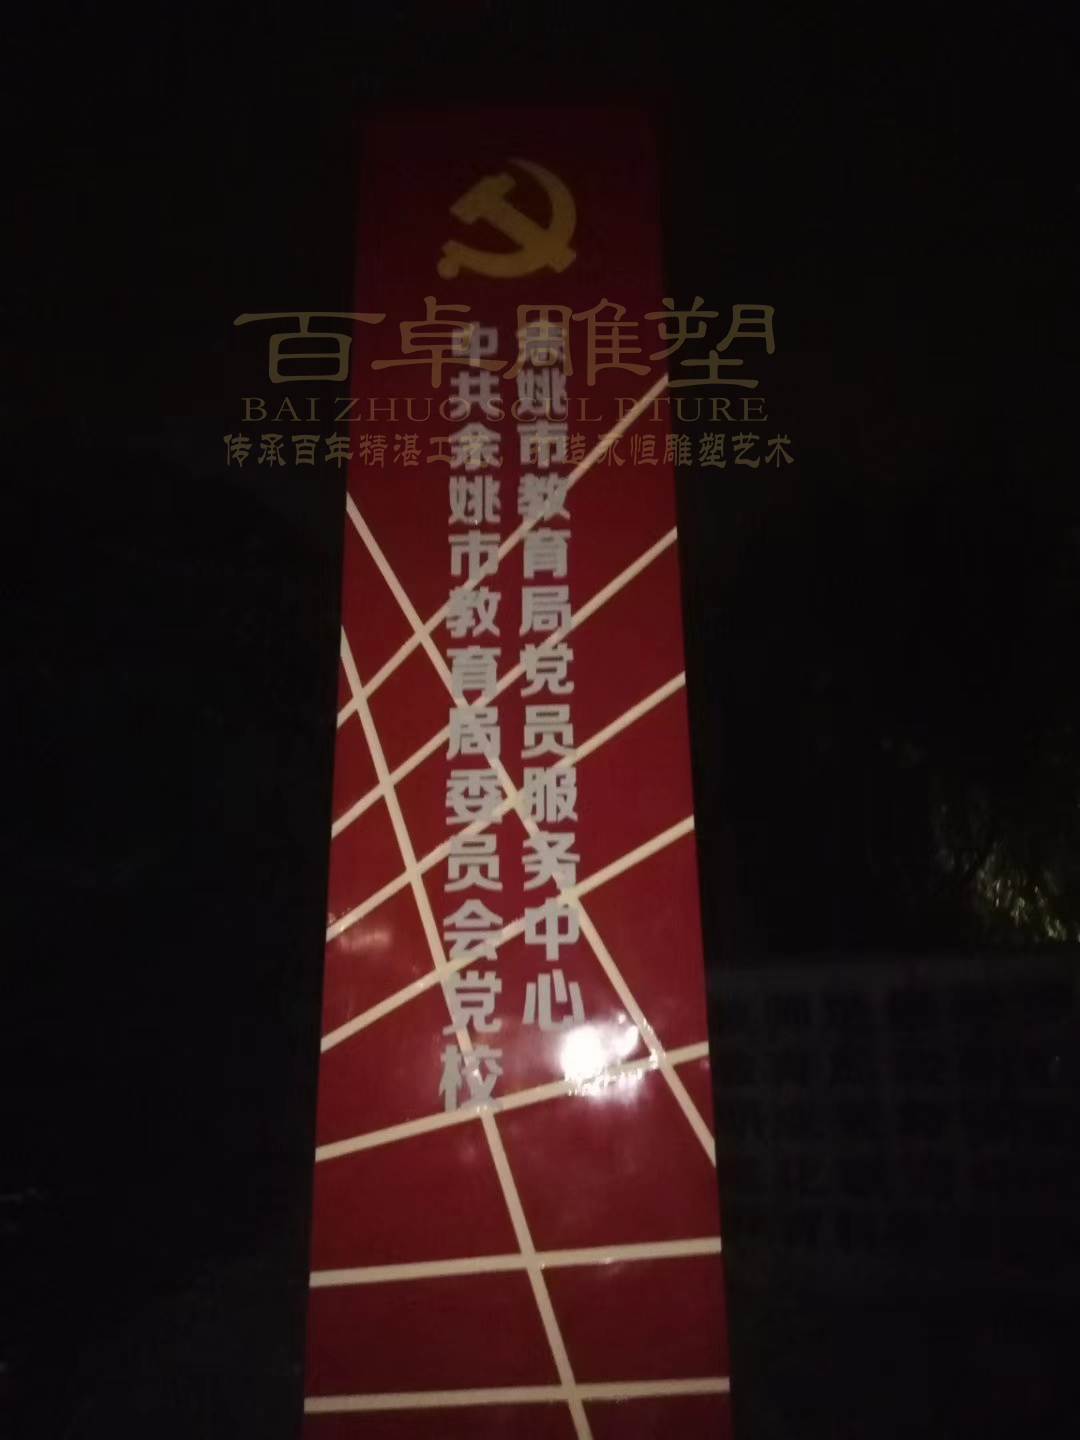 百卓雕塑
BAI ZHUO SCULPTURE
传承百年精湛工艺 打造永恒雕塑艺术
中共余姚市教育局委员会党校
姚市教育局党员服务中心